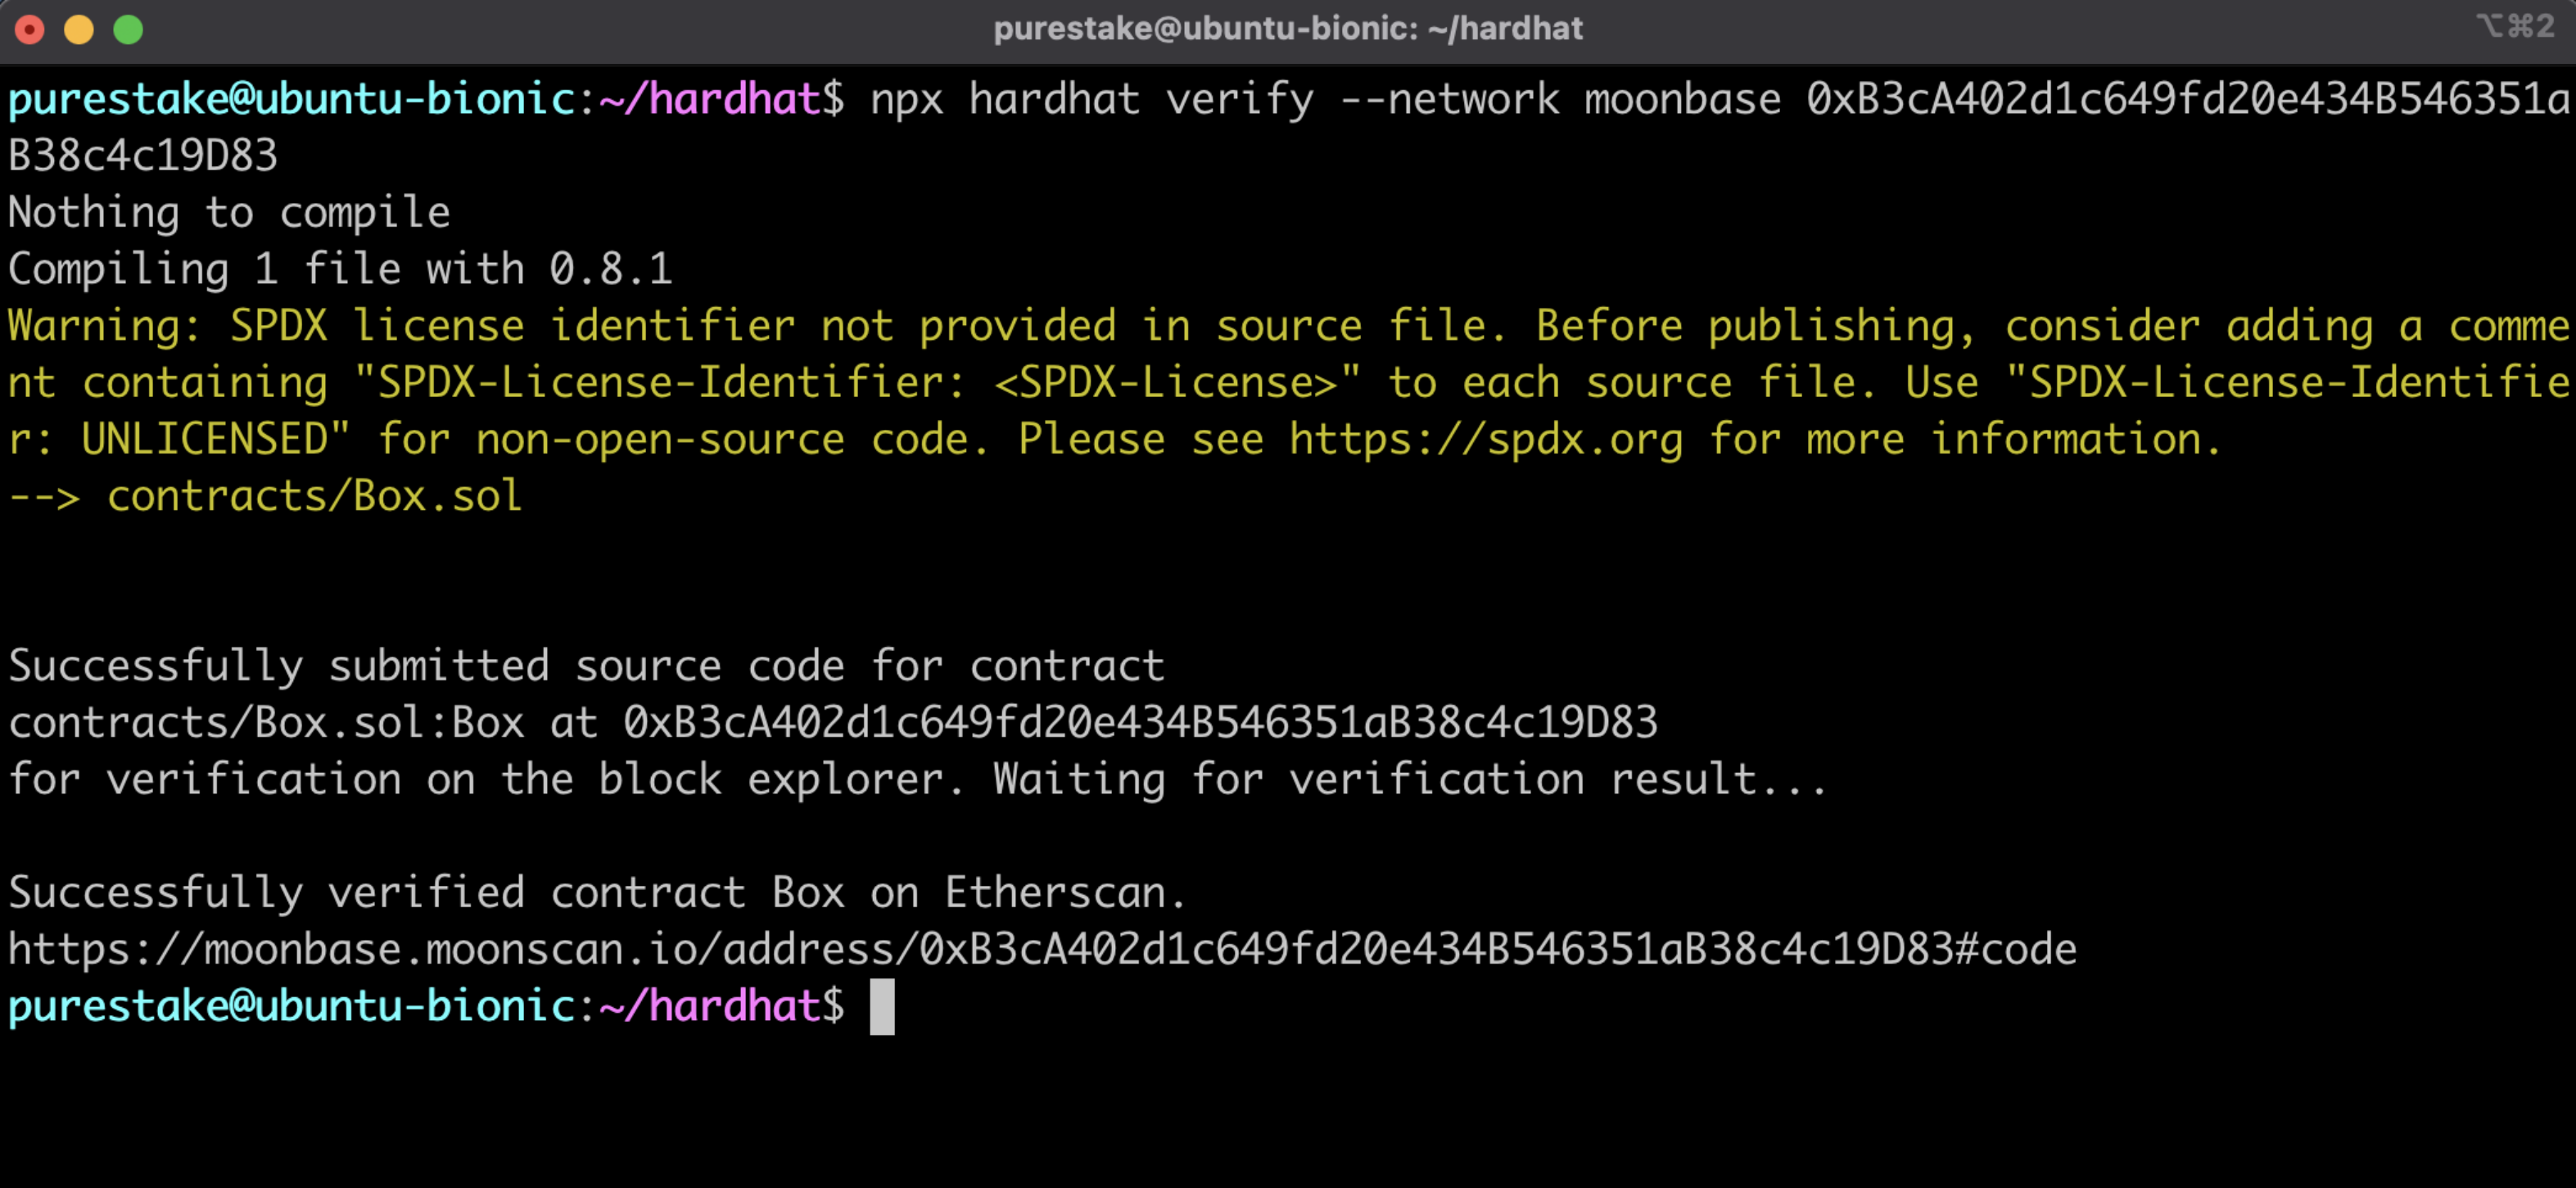 purestake@ubuntu-bionic: ~/hardhat
⌥⌘2
purestake@ubuntu-bionic:~/hardhat$ npx hardhat verify --network moonbase 0xB3cA402d1c649fd20e434B546351a
B38c4c19D83
Nothing to compile
Compiling 1 file with 0.8.1
Warning: SPDX license identifier not provided in source file. Before publishing, consider adding a comme
nt containing "SPDX-License-Identifier: <SPDX-License>" to each source file. Use "SPDX-License-Identifie
r: UNLICENSED" for non-open-source code. Please see https://spdx.org for more information.
--> contracts/Box.sol
Successfully submitted source code for contract
contracts/Box.sol:Box at 0xB3cA402d1c649fd20e434B546351aB38c4c19D83
for verification on the block explorer. Waiting for verification result...
Successfully verified contract Box on Etherscan.
https://moonbase.moonscan.io/address/0xB3cA402d1c649fd20e434B546351aB38c4c19D83#code
purestake@ubuntu-bionic:~/hardhat$